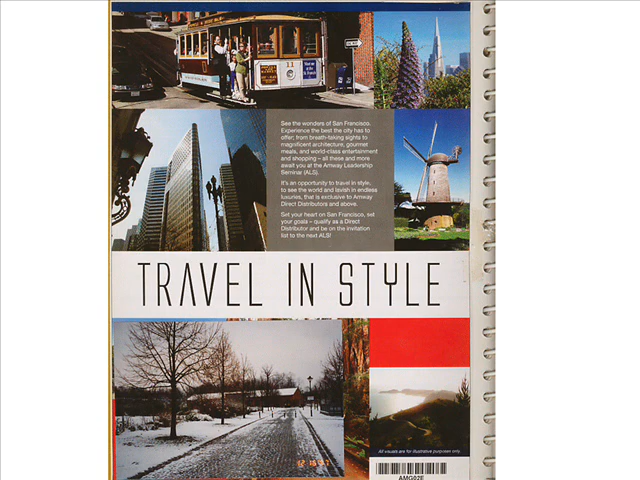 11
See the wonders of San Francisco.
Experience the best the city has to
offer; from breath-taking sights to
magnificent architecture, gourmet
meals, and world-class entertainment
and shopping – all these and more
await you at the Amway Leadership
Seminar (ALS).
It's an opportunity to travel in style,
to see the world and lavish in endless
luxuries, that is exclusive to Amway
Direct Distributors and above.
Set your heart on San Francisco, set
your goals – qualify as a Direct
Distributor and be on the invitation
list to the next ALS!
TRAVEL IN STYLE
All visuals are for illustrative purposes only.
AMG02E